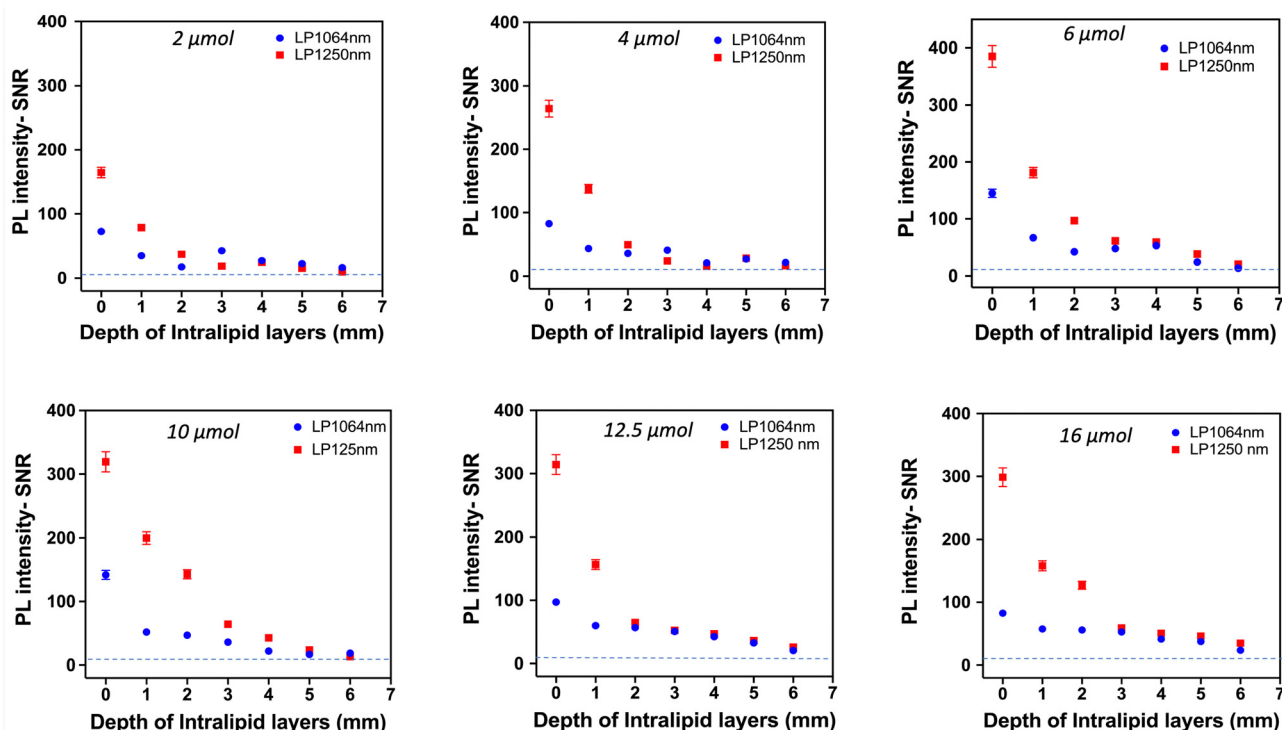 2 µmol
LP1064nm
LP1250nm
PL intensity- SNR
400
300
200
100
0
0 1 2 3 4 5 6 7
Depth of Intralipid layers (mm)
4 µmol
LP1064nm
LP1250nm
PL intensity- SNR
400
300
200
100
0
0 1 2 3 4 5 6 7
Depth of Intralipid layers (mm)
6 µmol
LP1064nm
LP1250nm
PL intensity- SNR
400
300
200
100
0
0 1 2 3 4 5 6 7
Depth of Intralipid layers (mm)
10 µmol
LP1064nm
LP125nm
PL intensity- SNR
400
300
200
100
0
0 1 2 3 4 5 6 7
Depth of Intralipid layers (mm)
12.5 µmol
LP1064nm
LP1250 nm
PL intensity- SNR
400
300
200
100
0
0 1 2 3 4 5 6 7
Depth of Intralipid layers (mm)
16 µmol
LP1064nm
LP1250 nm
PL intensity- SNR
400
300
200
100
0
0 1 2 3 4 5 6 7
Depth of Intralipid layers (mm)